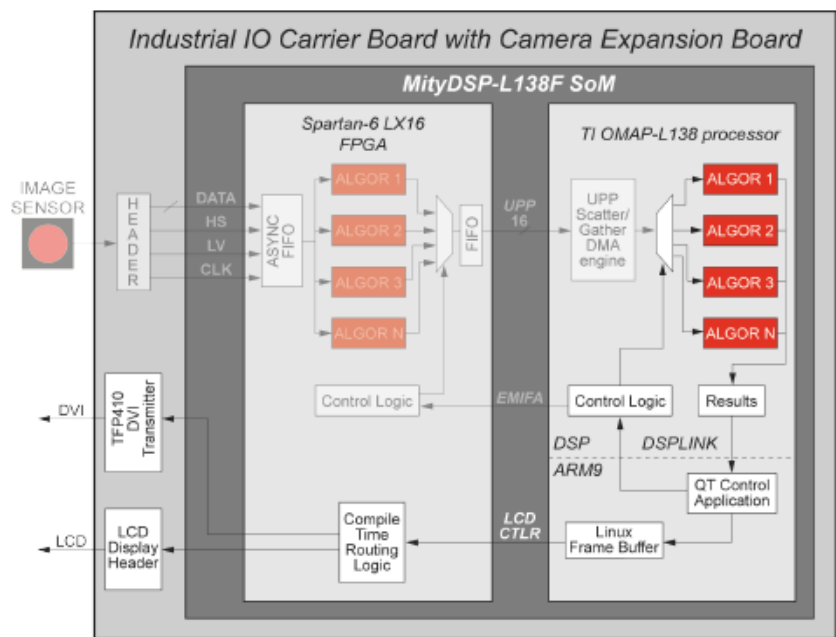 Industrial IO Carrier Board with Camera Expansion Board
MityDSP-L138F SoM
Spartan-6 LX16
FPGA
TI OMAP-L138 processor
IMAGE
SENSOR
HEADER
DATA
HS
LV
CLK
ASYNC
FIFO
ALGOR 1
ALGOR 2
ALGOR 3
ALGOR N
FIFO
UPP
16
UPP
Scatter/
Gather
DMA
engine
ALGOR 1
ALGOR 2
ALGOR 3
ALGOR N
Control Logic
EMIFA
Control Logic
Results
DSP
DSPLINK
ARM9
QT Control
Application
DVI
TFP410
DVI
Transmitter
LCD
LCD
Display
Header
Compile
Time
Routing
Logic
LCD
CTLR
Linux
Frame Buffer